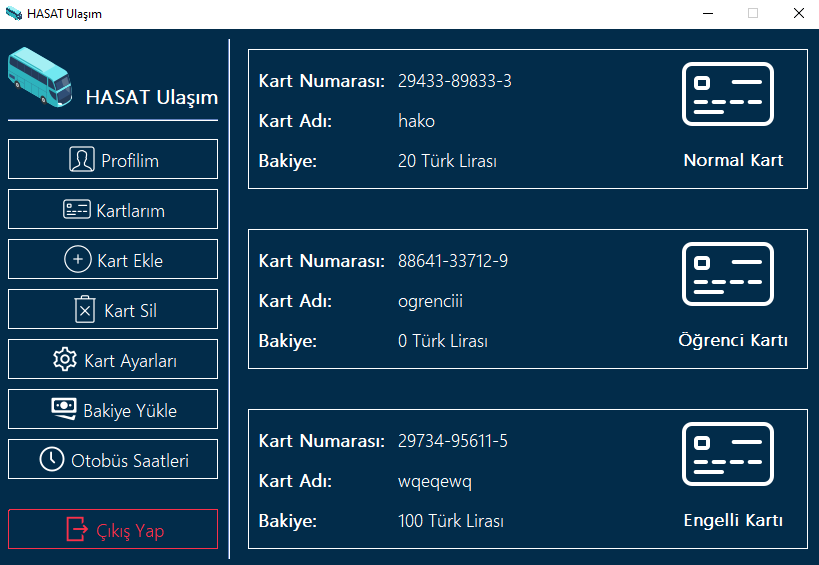 HASAT Ulaşım
HASAT Ulaşım
Profilim
Kartlarım
Kart Ekle
Kart Sil
Kart Ayarları
Bakiye Yükle
Otobüs Saatleri
Çıkış Yap
Kart Numarası: 29433-89833-3
Kart Adı: hako
Bakiye: 20 Türk Lirası
Normal Kart
Kart Numarası: 88641-33712-9
Kart Adı: ogrenciii
Bakiye: 0 Türk Lirası
Öğrenci Kartı
Kart Numarası: 29734-95611-5
Kart Adı: wqeqewq
Bakiye: 100 Türk Lirası
Engelli Kartı